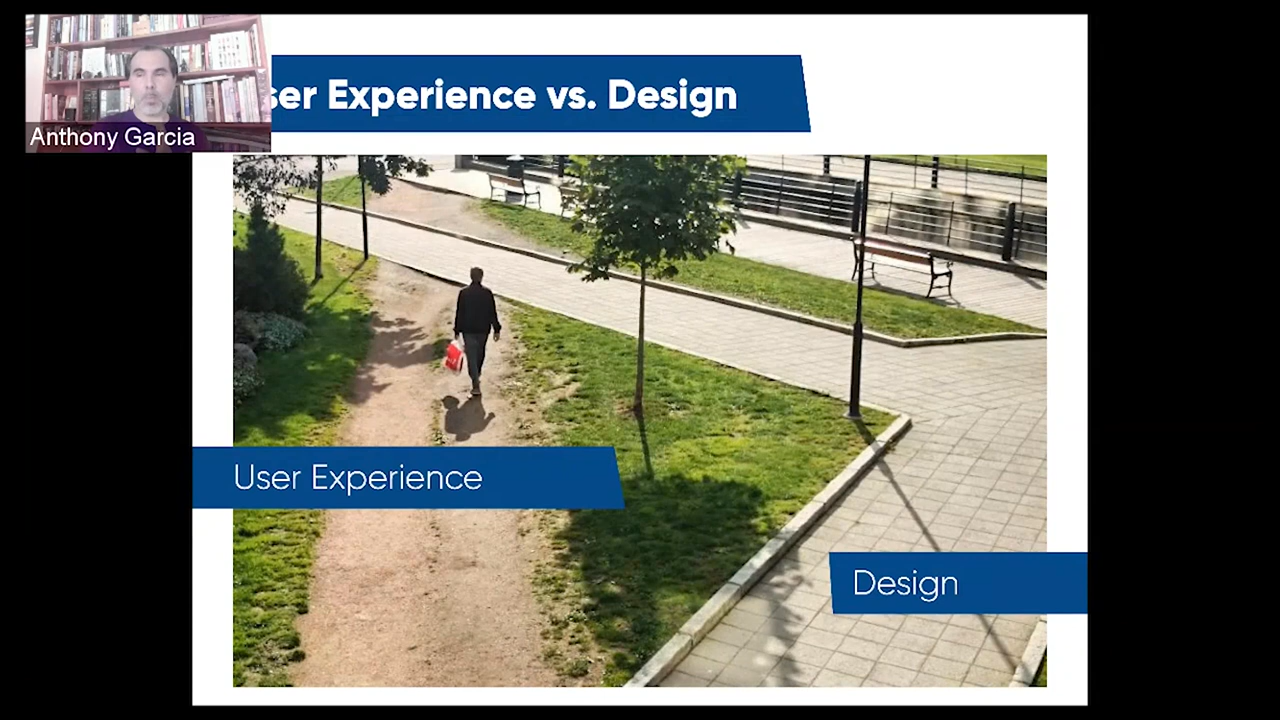 ser Experience vs. Design
Anthony Garcia
User Experience
Design